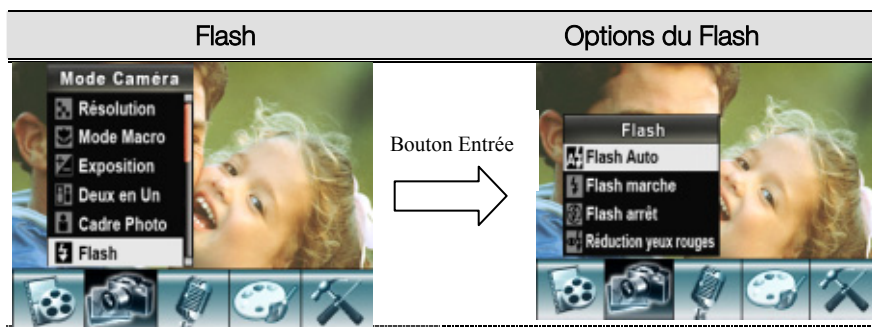 Flash
Options du Flash
Mode Caméra
Résolution
Mode Macro
Exposition
Deux en Un
Cadre Photo
Flash
Bouton Entrée
Flash
Flash Auto
Flash marche
Flash arrêt
Réduction yeux rouges